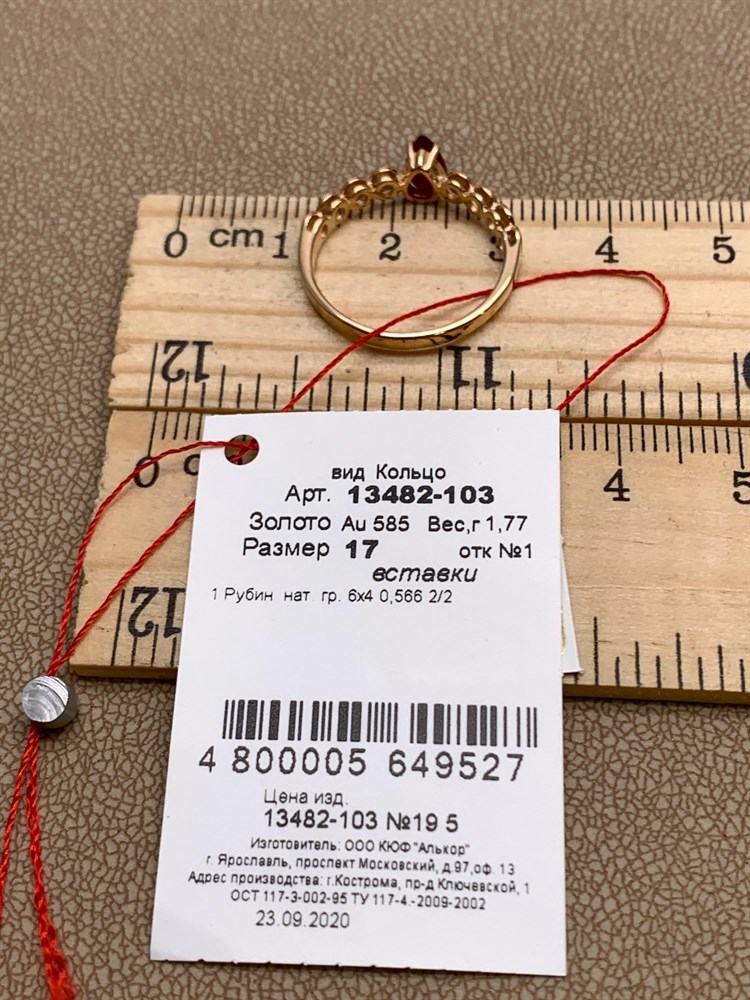 0 cm 1 2 3 4 5
12 11
0 c 4 5
12
вид Кольцо
Арт. 13482-103
Золото Au 585 Вес,г 1,77
Размер 17 отк №1
вставки
1 Рубин нат. гр. 6х4 0,566 2/2
4 800005 649527
Цена изд.
13482-103 №19 5
Изготовитель: ООО КЮФ "Алькор"
г. Ярославль, проспект Московский, д.97,оф. 13
Адрес производства: г.Кострома, пр-д Ключевской, 1
ОСТ 117-3-002-95 ТУ 117-4.-2009-2002
23.09.2020